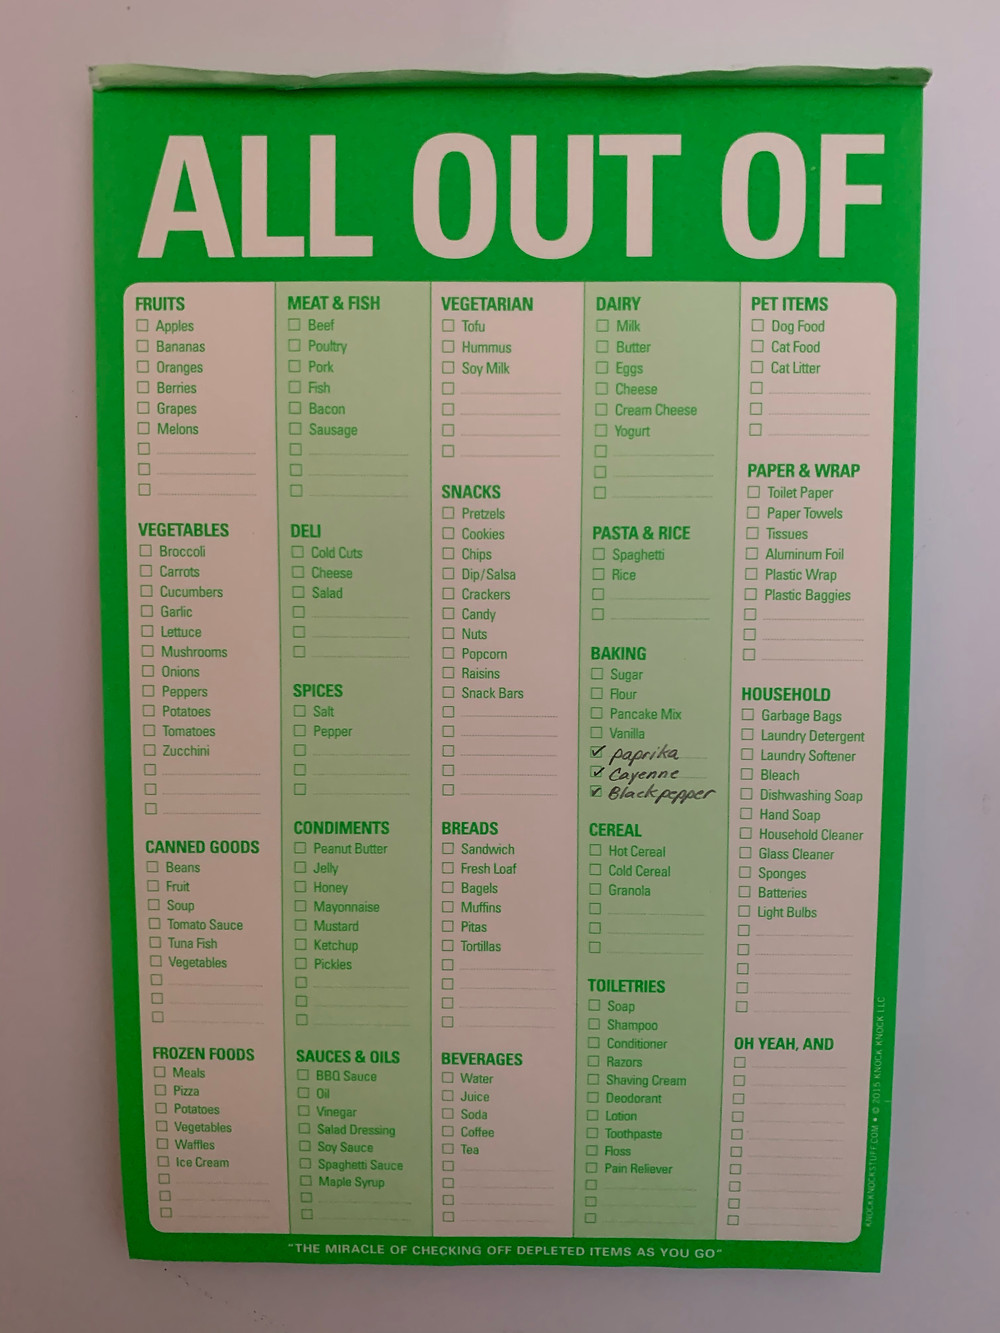 ALL OUT OF
FRUITS
Apples
Bananas
Oranges
Berries
Grapes
Melons
VEGETABLES
Broccoli
Carrots
Cucumbers
Garlic
Lettuce
Mushrooms
Onions
Peppers
Potatoes
Tomatoes
Zucchini
CANNED GOODS
Beans
Fruit
Soup
Tomato Sauce
Tuna Fish
Vegetables
FROZEN FOODS
Meals
Pizza
Potatoes
Vegetables
Waffles
Ice Cream
MEAT & FISH
Beef
Poultry
Pork
Fish
Bacon
Sausage
DELI
Cold Cuts
Cheese
Salad
SPICES
Salt
Pepper
CONDIMENTS
Peanut Butter
Jelly
Honey
Mayonnaise
Mustard
Ketchup
Pickles
SAUCES & OILS
BBQ Sauce
Oil
Vinegar
Salad Dressing
Soy Sauce
Spaghetti Sauce
Maple Syrup
VEGETARIAN
Tofu
Hummus
Soy Milk
SNACKS
Pretzels
Cookies
Chips
Dip/Salsa
Crackers
Candy
Nuts
Popcorn
Raisins
Snack Bars
BREADS
Sandwich
Fresh Loaf
Bagels
Muffins
Pitas
Tortillas
BEVERAGES
Water
Juice
Soda
Coffee
Tea
DAIRY
Milk
Butter
Eggs
Cheese
Cream Cheese
Yogurt
PASTA & RICE
Spaghetti
Rice
BAKING
Sugar
Flour
Pancake Mix
Vanilla
paprika
Cayenne
Blackpepper
CEREAL
Hot Cereal
Cold Cereal
Granola
TOILETRIES
Soap
Shampoo
Conditioner
Razors
Shaving Cream
Deodorant
Lotion
Toothpaste
Floss
Pain Reliever
PET ITEMS
Dog Food
Cat Food
Cat Litter
PAPER & WRAP
Toilet Paper
Paper Towels
Tissues
Aluminum Foil
Plastic Wrap
Plastic Baggies
HOUSEHOLD
Garbage Bags
Laundry Detergent
Laundry Softener
Bleach
Dishwashing Soap
Hand Soap
Household Cleaner
Glass Cleaner
Sponges
Batteries
Light Bulbs
OH YEAH, AND
KNOCKKNOCKSTUFF.COM • © 2015 KNOCK KNOCK LLC
"THE MIRACLE OF CHECKING OFF DEPLETED ITEMS AS YOU GO"